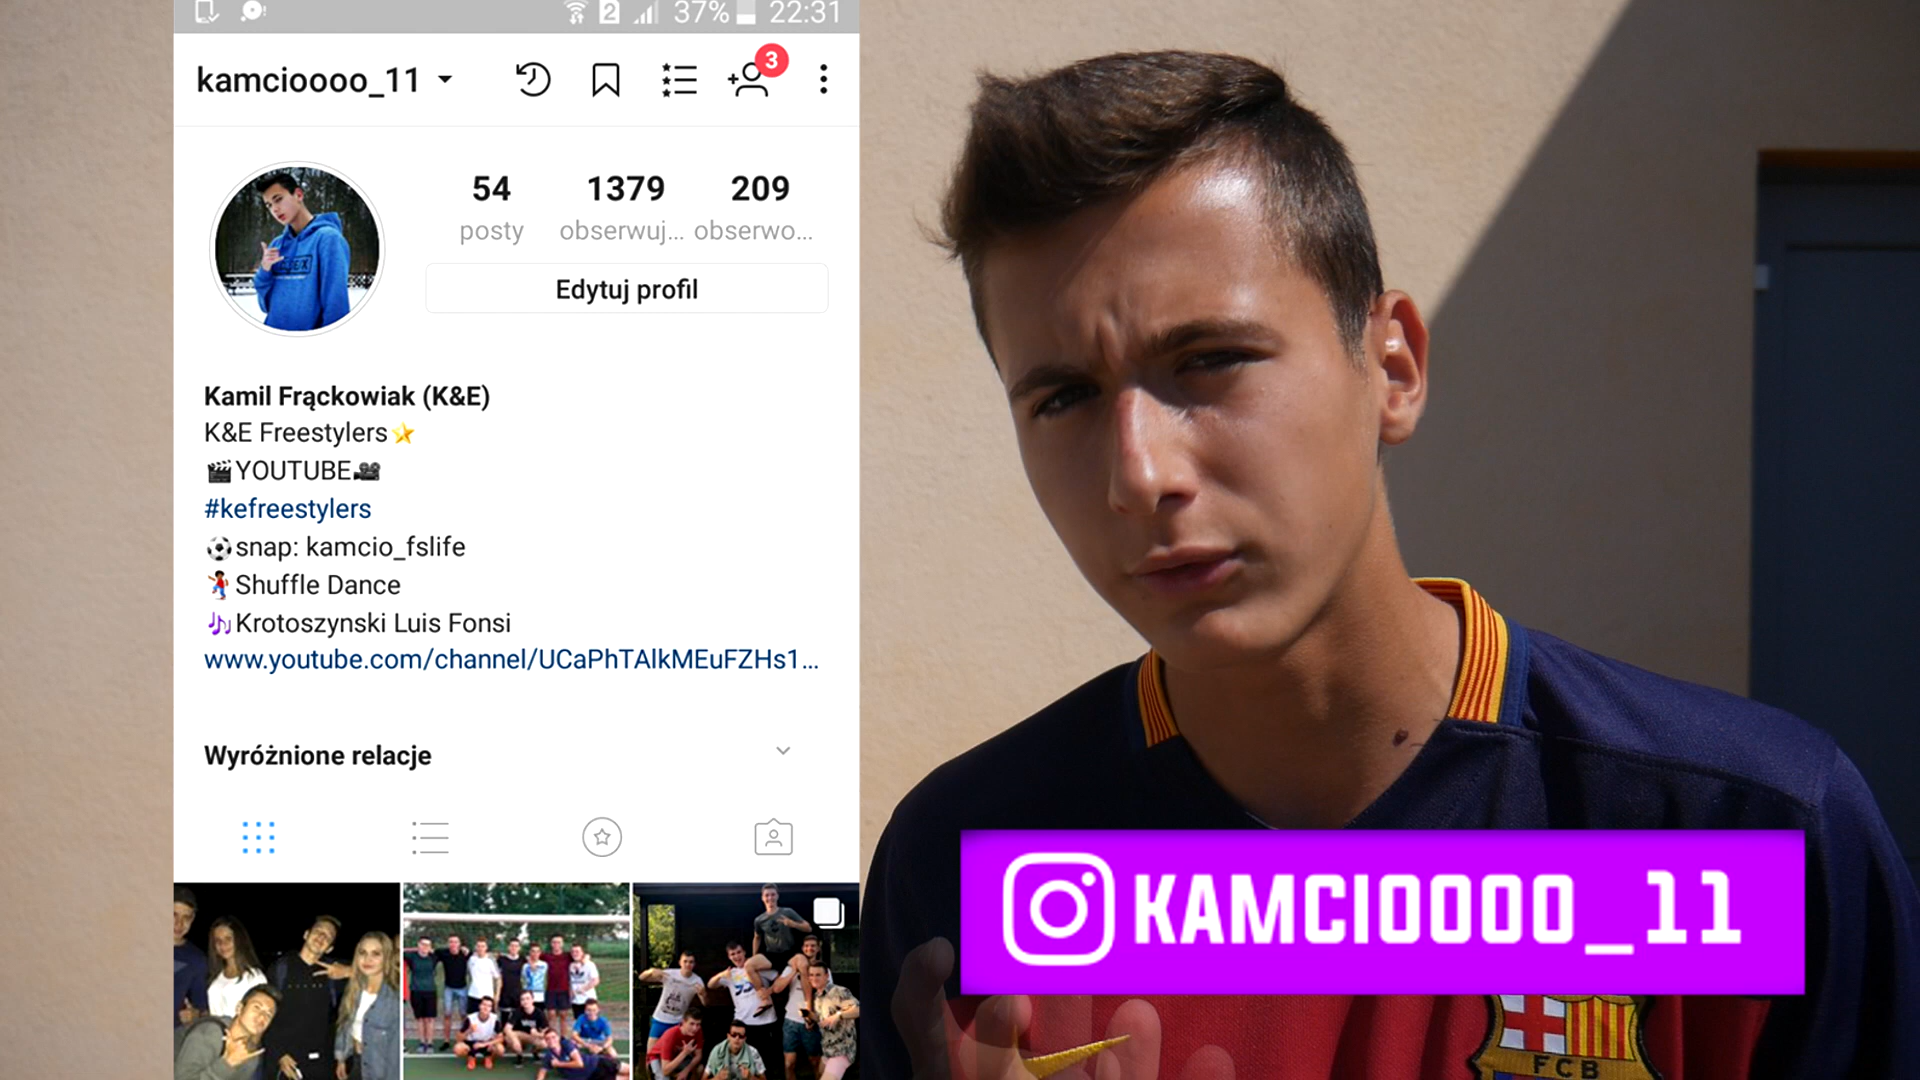 2 37% 22:31
kamcioooo_11
3
54 1379 209
posty obserwuj... obserwo...
Edytuj profil
Kamil Frąckowiak (K&E)
K&E Freestylers
YOUTUBE
#kefreestylers
snap: kamcio_fslife
Shuffle Dance
Krotoszynski Luis Fonsi
www.youtube.com/channel/UCaPhTAlkMEuFZHs1...
Wyróżnione relacje
KAMCIOOOO_11
FCB